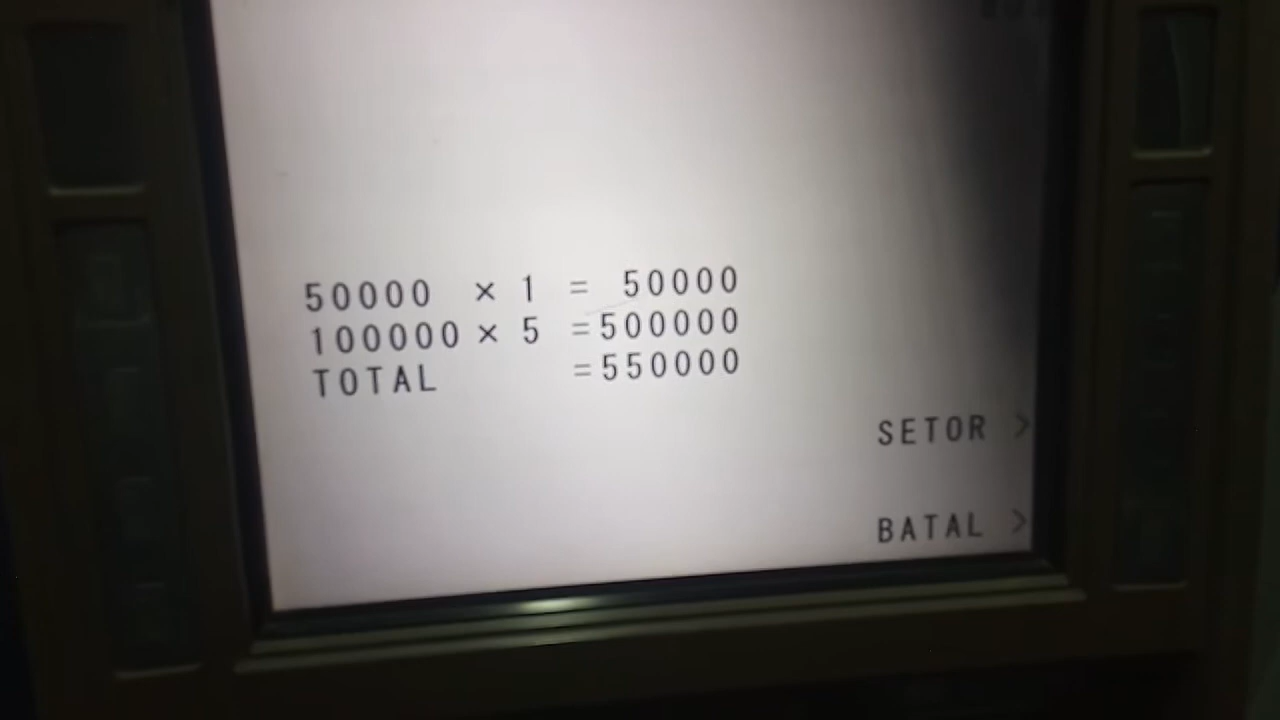 50000 × 1 = 50000
100000 × 5 =500000
TOTAL =550000
SETOR >
BATAL >